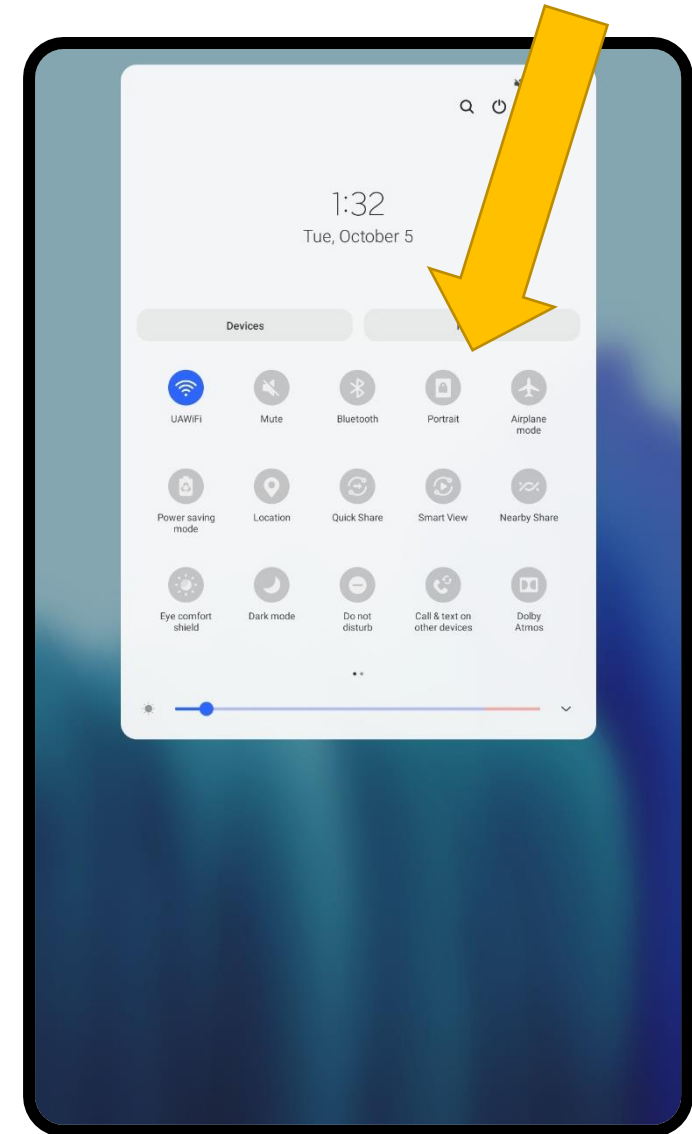 1:32
Tue, October 5
Devices
UAWiFi
Mute
Bluetooth
Portrait
Airplane
mode
Power saving
mode
Location
Quick Share
Smart View
Nearby Share
Eye comfort
shield
Dark mode
Do not
disturb
Call & text on
other devices
Dolby
Atmos